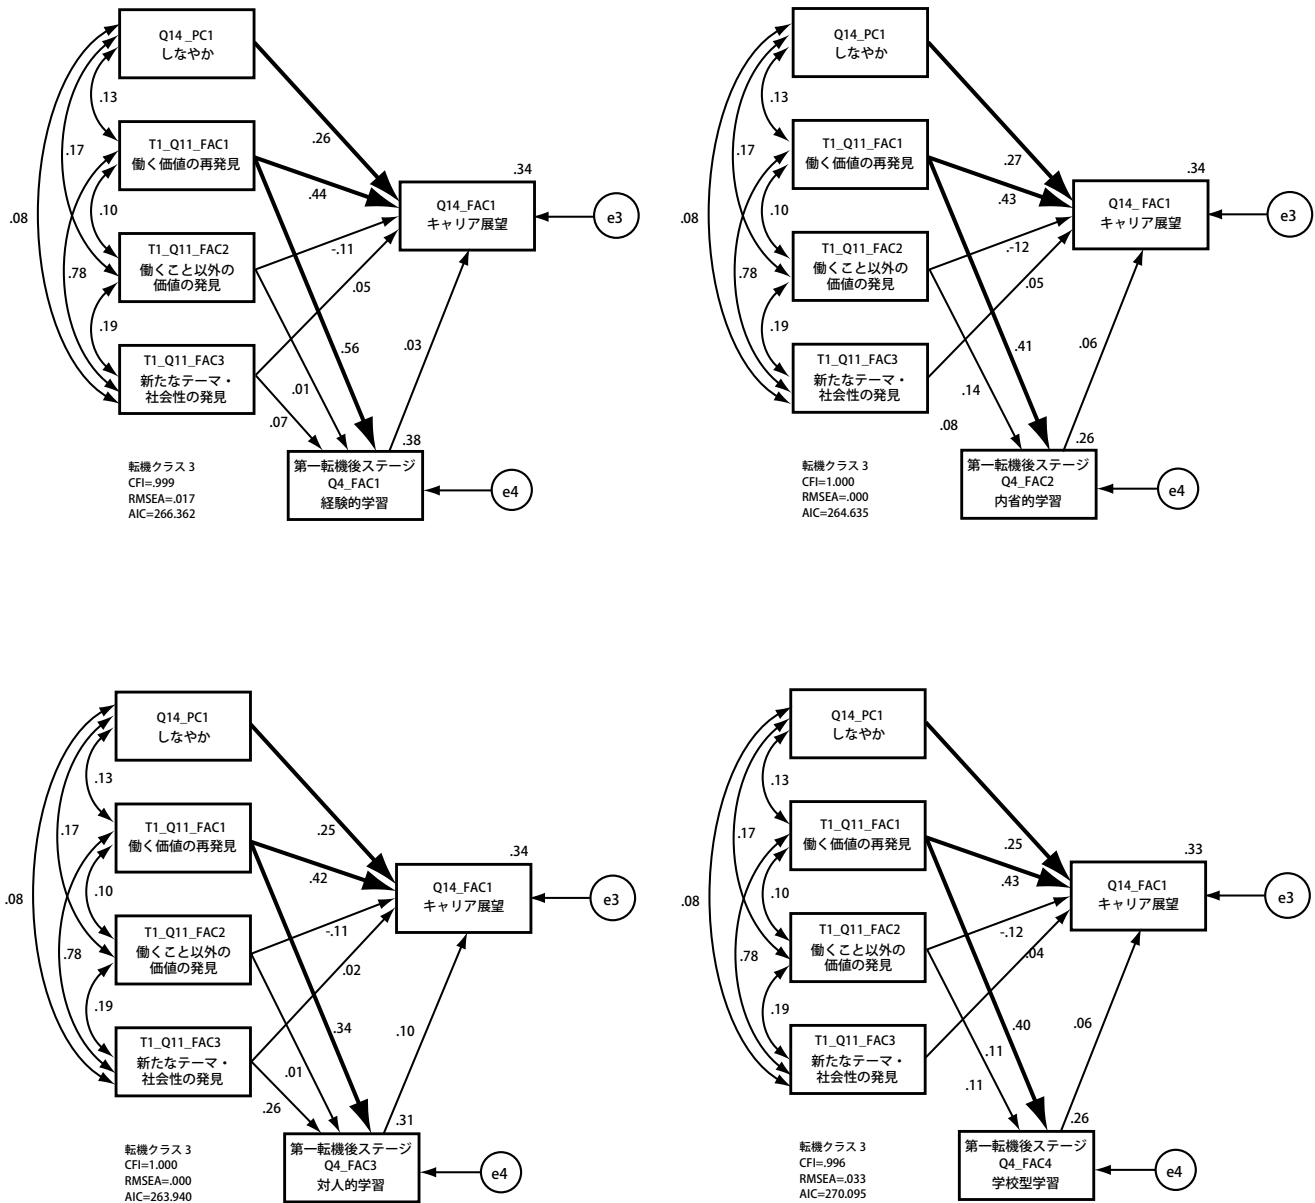 Q14 _PC1
しなやか
T1_Q11_FAC1
働く価値の再発見
T1_Q11_FAC2
働くこと以外の
価値の発見
T1_Q11_FAC3
新たなテーマ・
社会性の発見
.13
.17
.10
.08
.78
.19
.26
.44
-.11
.05
.56
.01
.07
.03
.34
Q14_FAC1
キャリア展望
e3
.38
第一転機後ステージ
Q4_FAC1
経験的学習
e4
転機クラス 3
CFI=.999
RMSEA=.017
AIC=266.362
Q14_PC1
しなやか
T1_Q11_FAC1
働く価値の再発見
T1_Q11_FAC2
働くこと以外の
価値の発見
T1_Q11_FAC3
新たなテーマ・
社会性の発見
.13
.17
.10
.08
.78
.19
.27
.43
.-12
.05
.41
.14
.08
.06
.34
Q14_ FAC1
キャリア展望
e3
.26
第一転機後ステージ
Q4_FAC2
内省的学習
e4
転機クラス 3
CFI=1.000
RMSEA=.000
AIC=264.635
Q14_PC1
しなやか
T1_Q11_FAC1
働く価値の再発見
T1_Q11_FAC2
働くこと以外の
価値の発見
T1_Q11_FAC3
新たなテーマ・
社会性の発見
.13
.17
.10
.08
.78
.19
.25
.42
-.11
.02
.34
.01
.26
.10
.34
Q14_FAC1
キャリア展望
e3
.31
第一転機後ステージ
Q4_FAC3
対人的学習
e4
転機クラス 3
CFI=1.000
RMSEA=.000
AIC=263.940
Q14_PC1
しなやか
T1_Q11_FAC1
働く価値の再発見
T1_Q11_FAC2
働くこと以外の
価値の発見
T1_Q11_FAC3
新たなテーマ・
社会性の発見
.13
.17
.10
.08
.78
.19
.25
.43
-.12
.04
.40
.11
.11
.06
.33
Q14_FAC1
キャリア展望
e3
.26
第一転機後ステージ
Q4_FAC4
学校型学習
e4
転機クラス 3
CFI=.996
RMSEA=.033
AIC=270.095